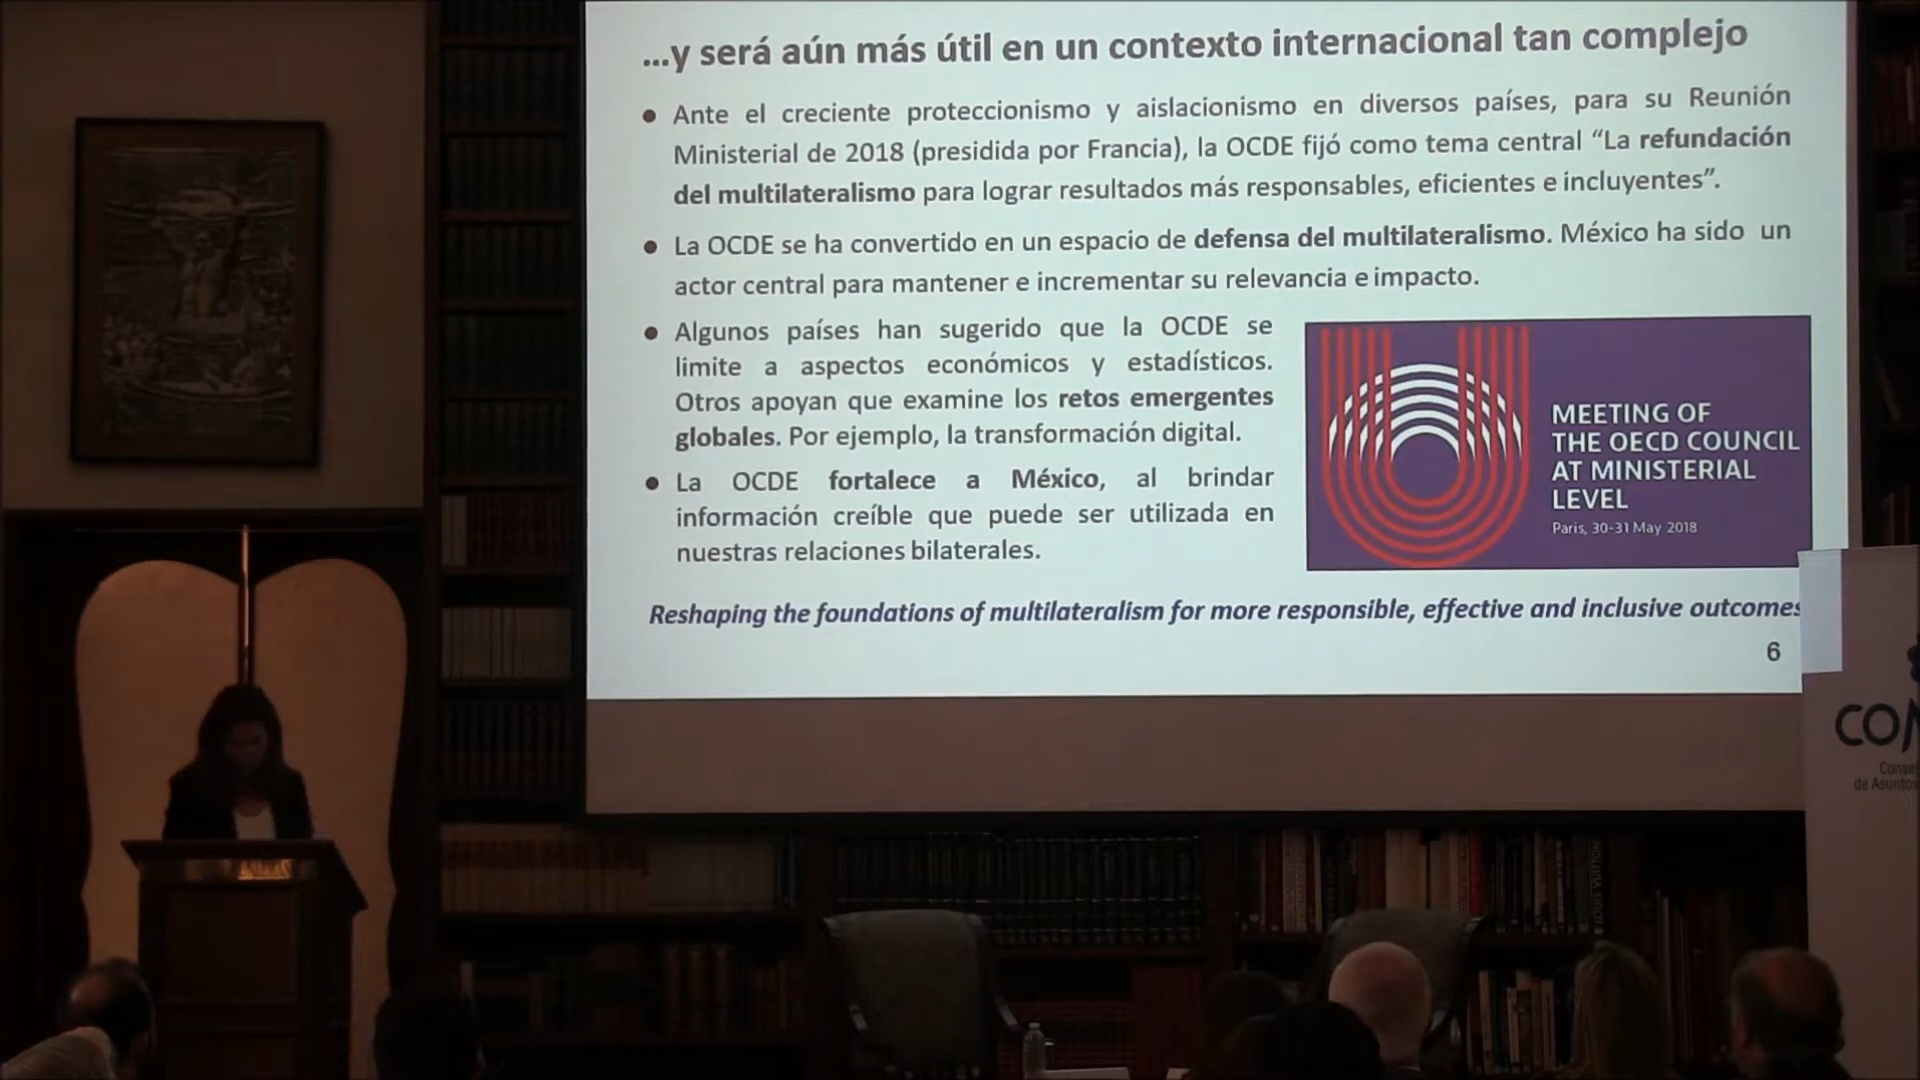 ...y será aún más útil en un contexto internacional tan complejo
● Ante el creciente proteccionismo y aislacionismo en diversos países, para su Reunión
Ministerial de 2018 (presidida por Francia), la OCDE fijó como tema central “La refundación
del multilateralismo para lograr resultados más responsables, eficientes e incluyentes”.
● La OCDE se ha convertido en un espacio de defensa del multilateralismo. México ha sido un
actor central para mantener e incrementar su relevancia e impacto.
● Algunos países han sugerido que la OCDE se
limite a aspectos económicos y estadísticos.
Otros apoyan que examine los retos emergentes
globales. Por ejemplo, la transformación digital.
● La OCDE fortalece a México, al brindar
información creíble que puede ser utilizada en
nuestras relaciones bilaterales.
MEETING OF
THE OECD COUNCIL
AT MINISTERIAL
LEVEL
Paris, 30-31 May 2018
Reshaping the foundations of multilateralism for more responsible, effective and inclusive outcomes
6
de Asuntos
LOUIS VUITTON